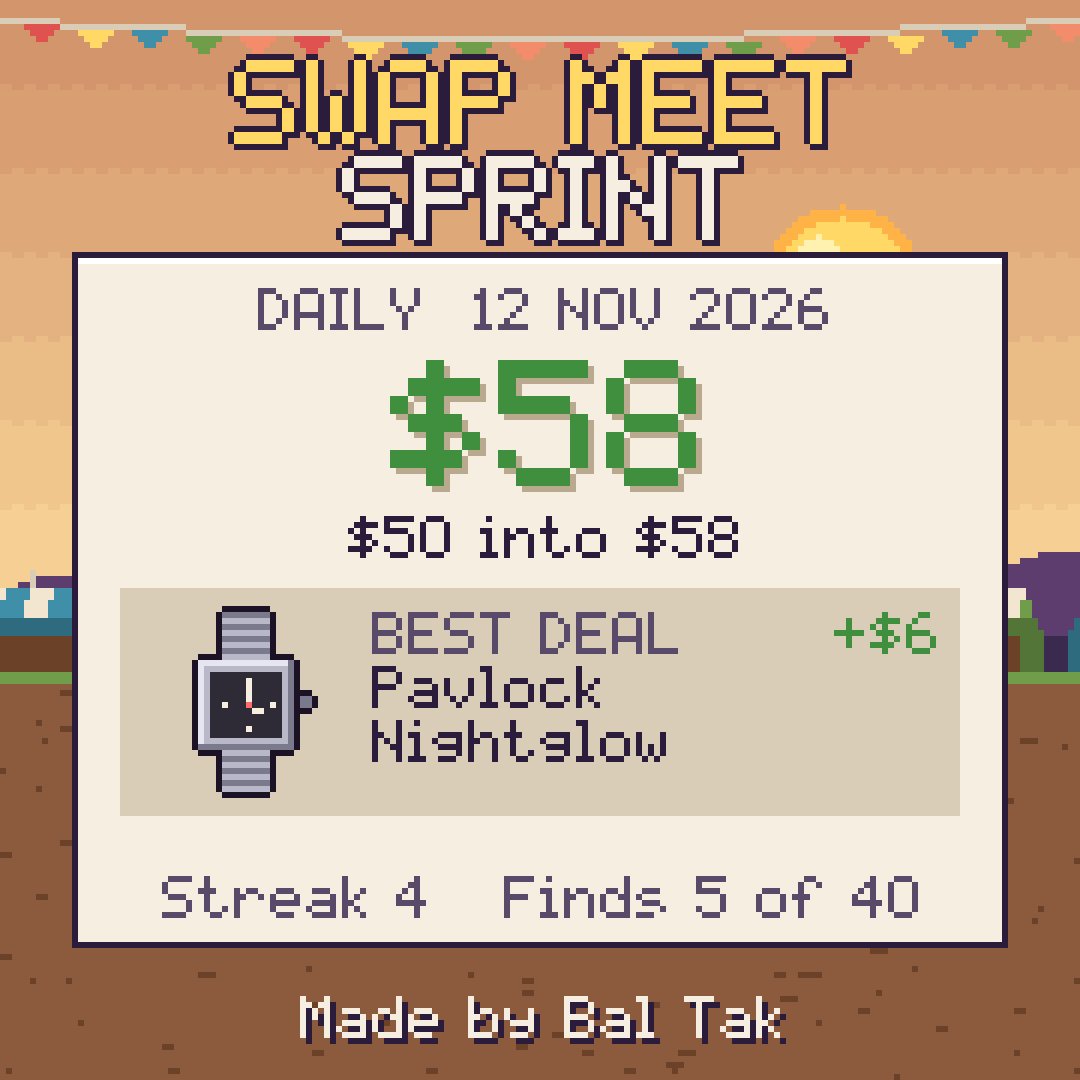 SWAP MEET
SPRINT
DAILY 12 NOV 2026
$58
$50 into $58
BEST DEAL +$6
Pavlock
Nightglow
Streak 4 Finds 5 of 40
Made by Bal Tak